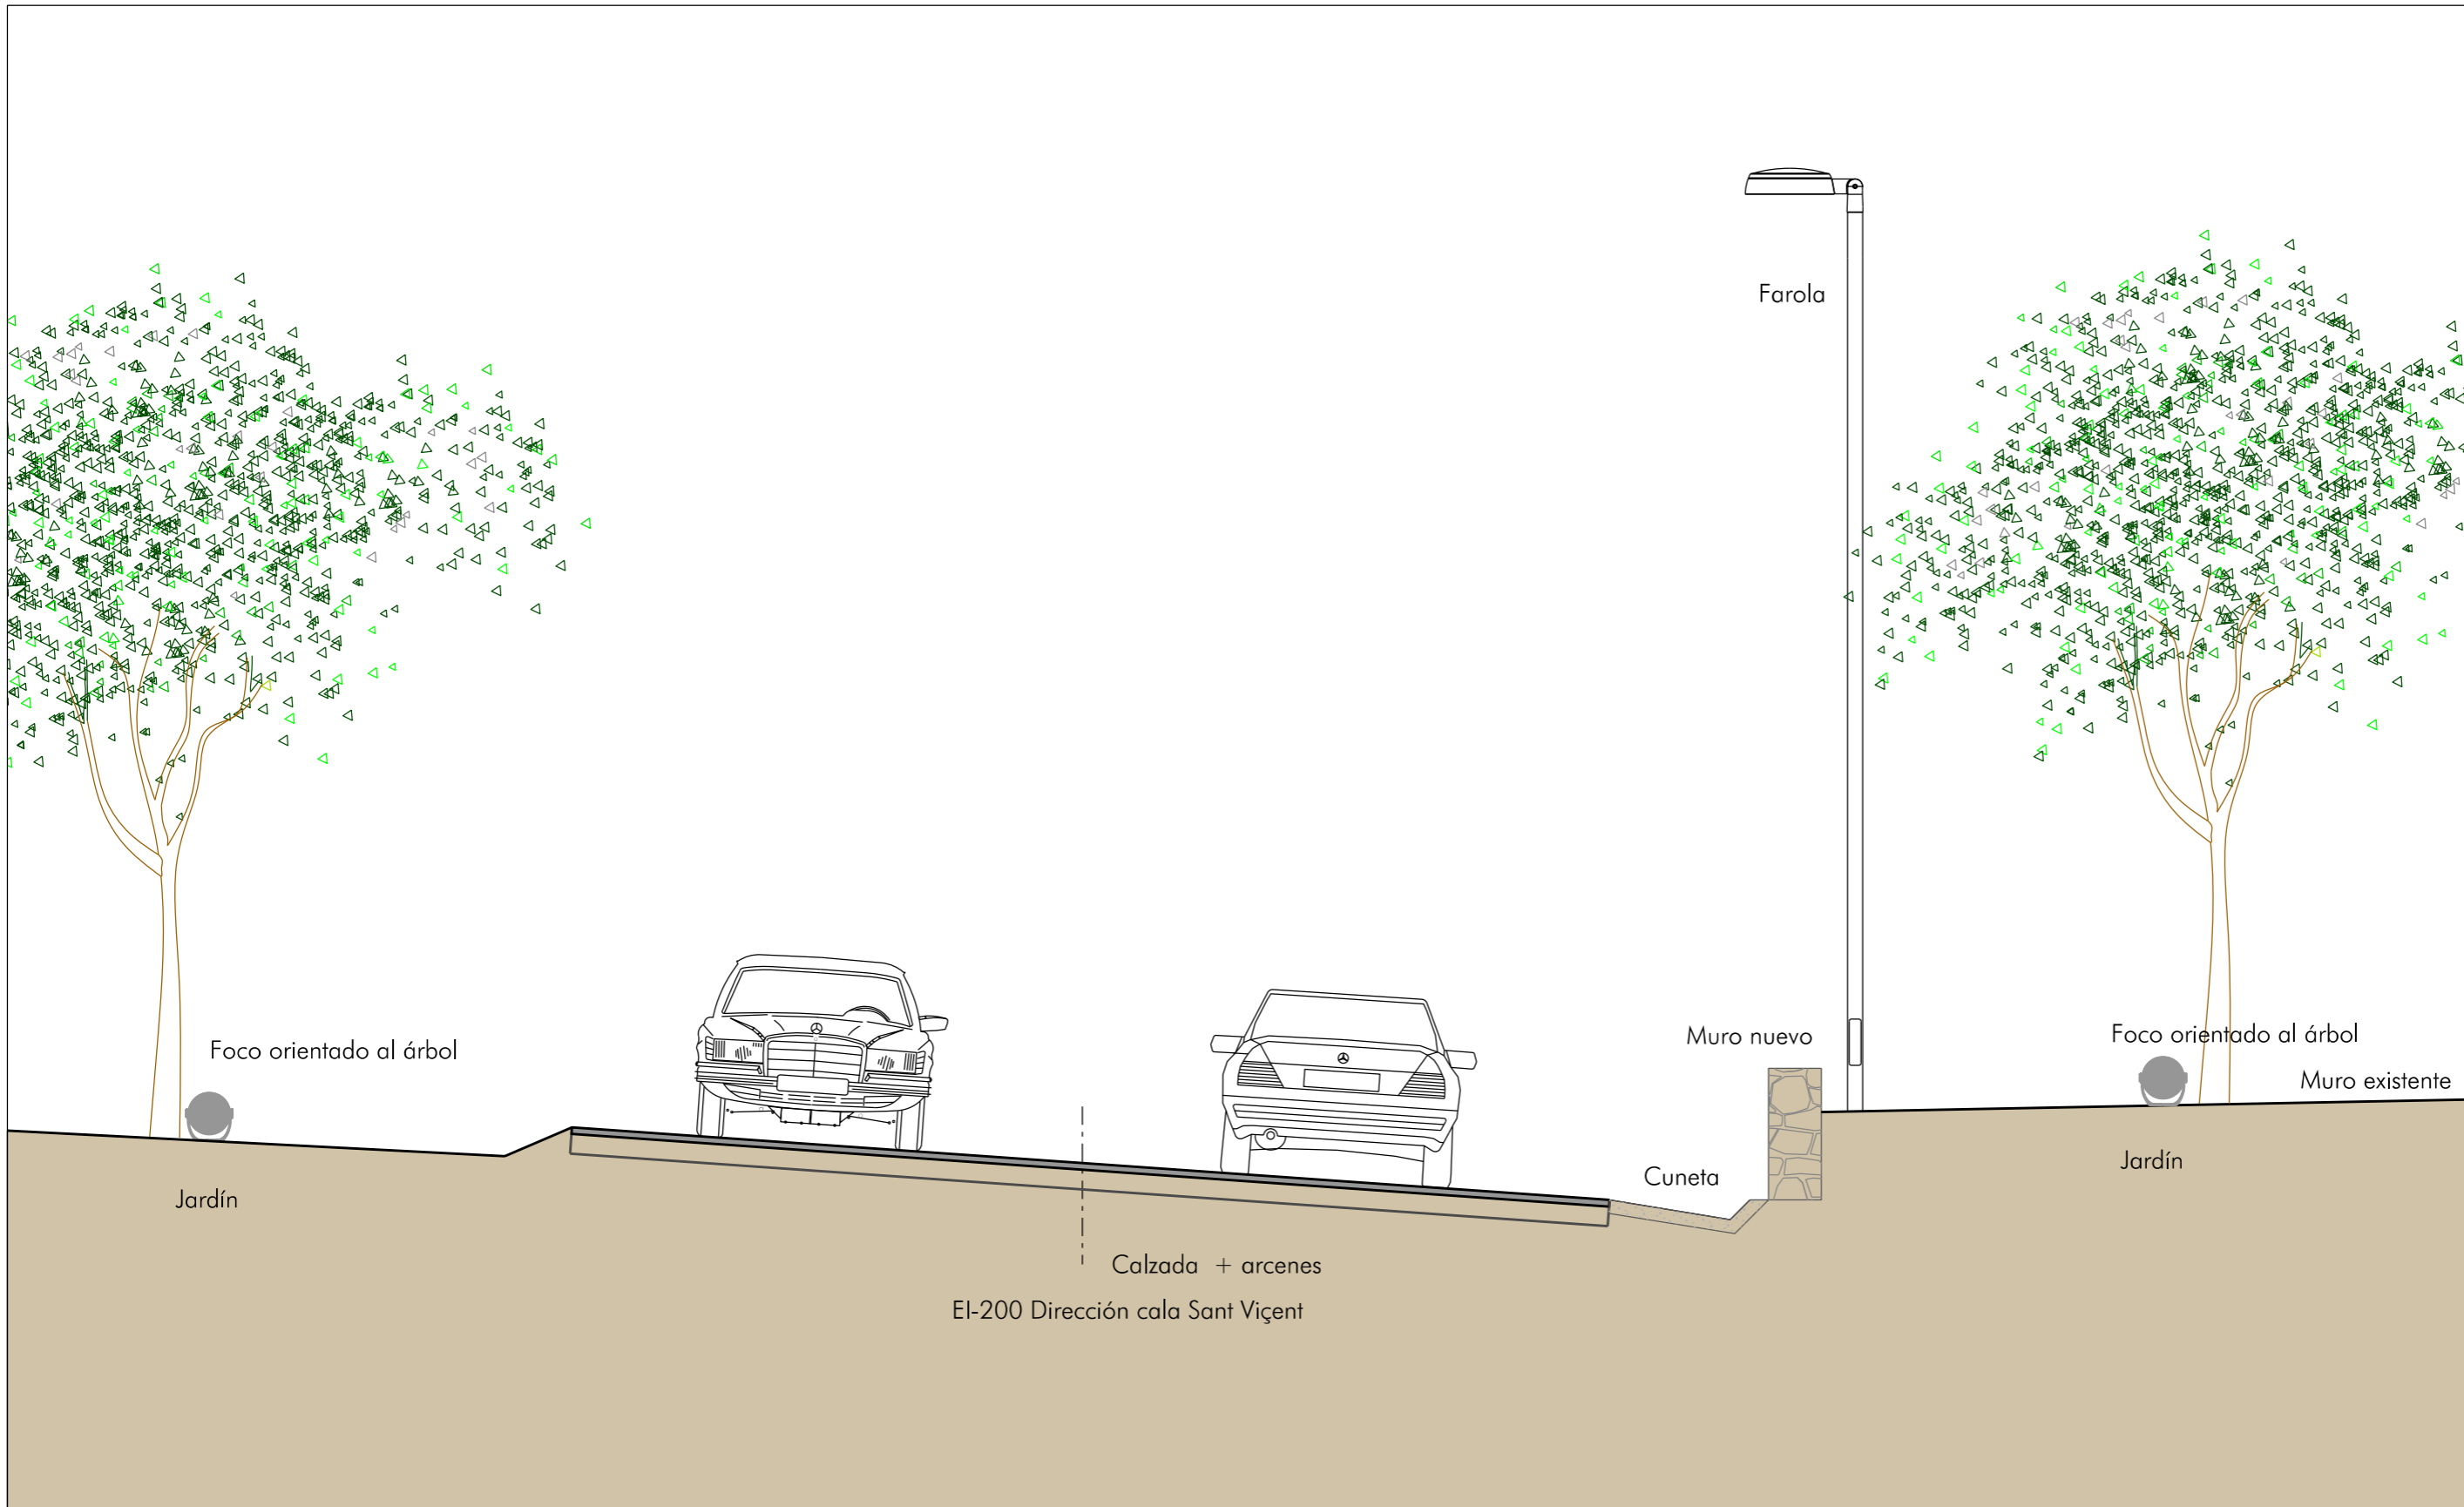 Farola
Foco orientado al árbol
Muro nuevo
Foco orientado al árbol
Muro existente
Jardín
Cuneta
Jardín
Calzada + arcenes
EI-200 Dirección cala Sant Viçent